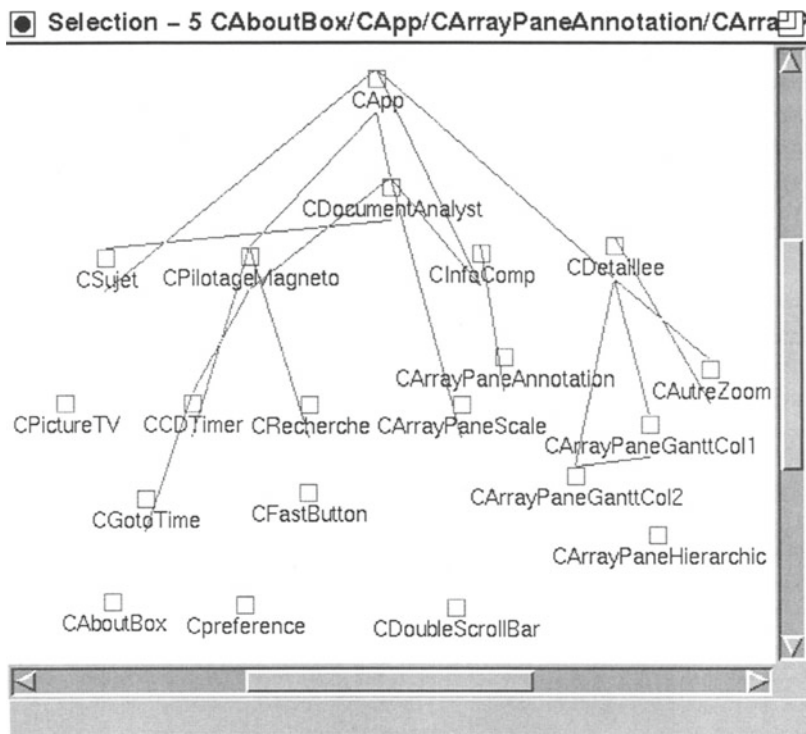 Selection – 5 CAboutBox/CApp/CArrayPaneAnnotation/CArra
CApp
CDocumentAnalyst
CSujet
CPilotageMagneto
CInfaComp
CDetaillee
CArrayPaneAnnotation
CAutreZoom
CPictureTV
CCDTimer
CRecherche
CArrayPaneScale
CArrayPaneGanttCol1
CArrayPaneGanttCol2
CGotoTime
CFastButton
CArrayPaneHierarchic
CAboutBox
Cpreference
CDoubleScrollBar